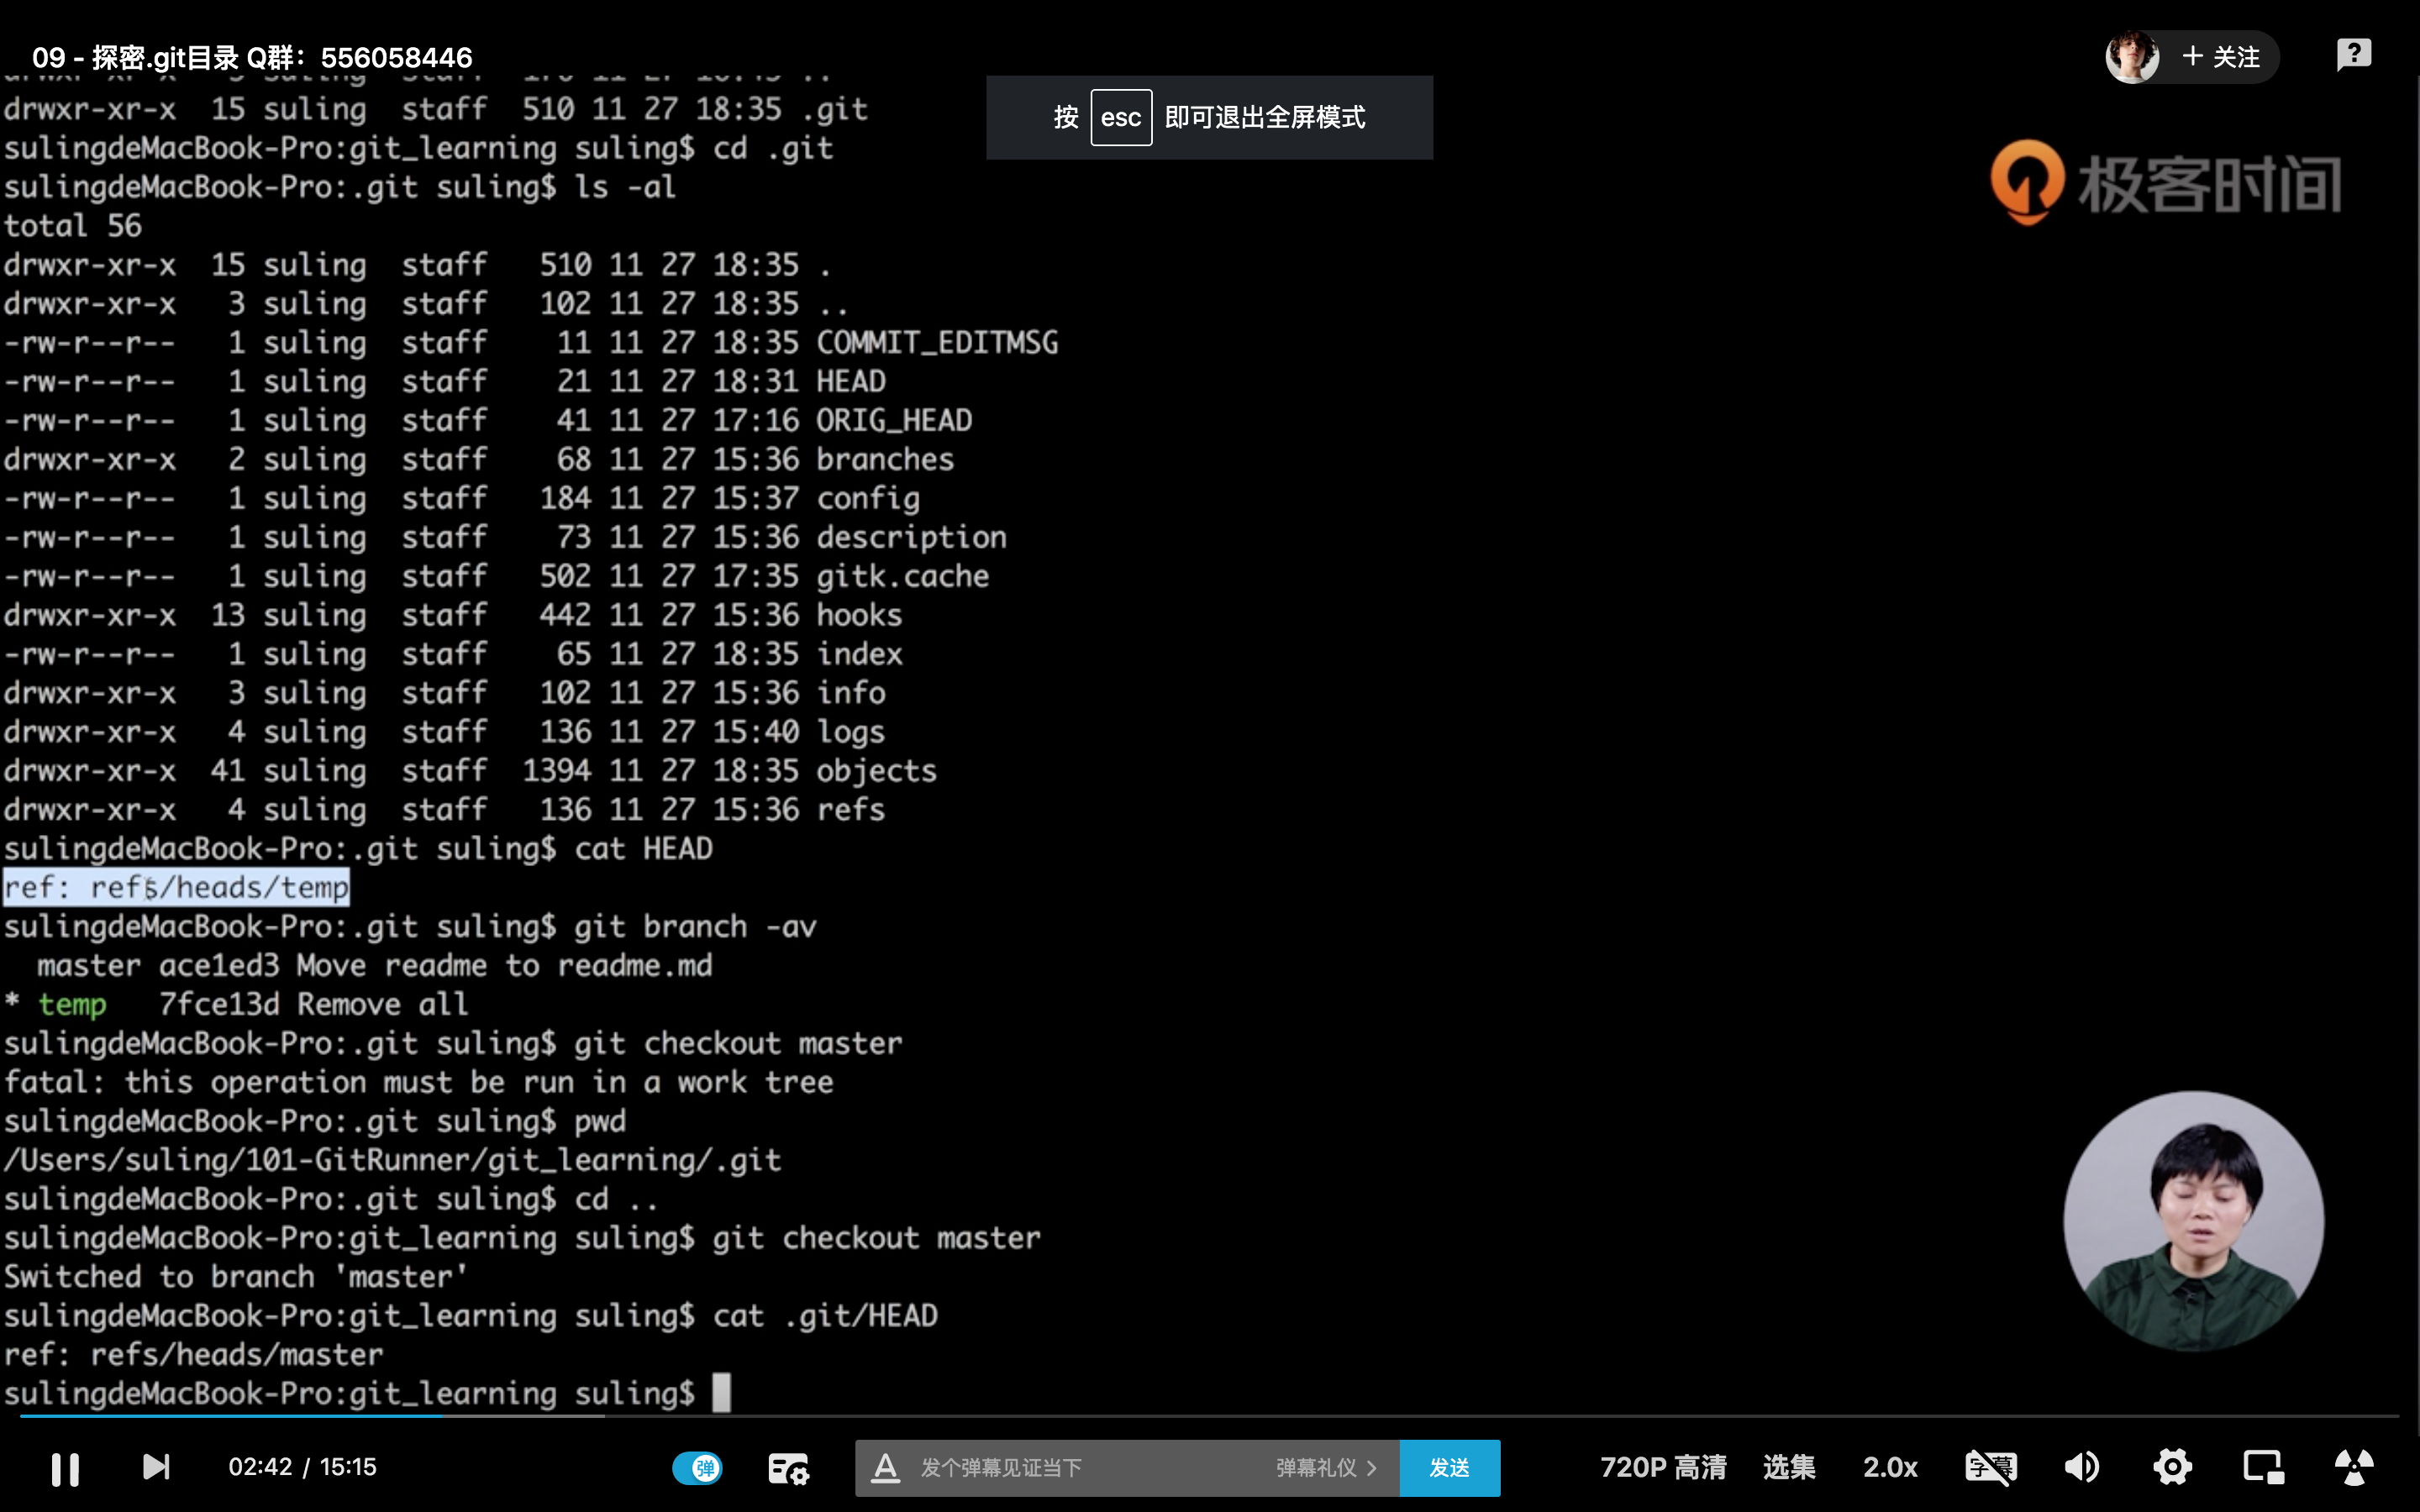 09 - 探密.git目录 Q群：556058446
+ 关注
按 esc 即可退出全屏模式
极客时间
drwxr-xr-x  15 suling  staff  510 11 27 18:35 .git
sulingdeMacBook-Pro:git_learning suling$ cd .git
sulingdeMacBook-Pro:.git suling$ ls -al
total 56
drwxr-xr-x  15 suling  staff   510 11 27 18:35 .
drwxr-xr-x   3 suling  staff   102 11 27 18:35 ..
-rw-r--r--   1 suling  staff    11 11 27 18:35 COMMIT_EDITMSG
-rw-r--r--   1 suling  staff    21 11 27 18:31 HEAD
-rw-r--r--   1 suling  staff    41 11 27 17:16 ORIG_HEAD
drwxr-xr-x   2 suling  staff    68 11 27 15:36 branches
-rw-r--r--   1 suling  staff   184 11 27 15:37 config
-rw-r--r--   1 suling  staff    73 11 27 15:36 description
-rw-r--r--   1 suling  staff   502 11 27 17:35 gitk.cache
drwxr-xr-x  13 suling  staff   442 11 27 15:36 hooks
-rw-r--r--   1 suling  staff    65 11 27 18:35 index
drwxr-xr-x   3 suling  staff   102 11 27 15:36 info
drwxr-xr-x   4 suling  staff   136 11 27 15:40 logs
drwxr-xr-x  41 suling  staff  1394 11 27 18:35 objects
drwxr-xr-x   4 suling  staff   136 11 27 15:36 refs
sulingdeMacBook-Pro:.git suling$ cat HEAD
ref: refs/heads/temp
sulingdeMacBook-Pro:.git suling$ git branch -av
  master ace1ed3 Move readme to readme.md
* temp   7fce13d Remove all
sulingdeMacBook-Pro:.git suling$ git checkout master
fatal: this operation must be run in a work tree
sulingdeMacBook-Pro:.git suling$ pwd
/Users/suling/101-GitRunner/git_learning/.git
sulingdeMacBook-Pro:.git suling$ cd ..
sulingdeMacBook-Pro:git_learning suling$ git checkout master
Switched to branch 'master'
sulingdeMacBook-Pro:git_learning suling$ cat .git/HEAD
ref: refs/heads/master
sulingdeMacBook-Pro:git_learning suling$
02:42 / 15:15 弹 A 发个弹幕见证当下 弹幕礼仪 > 发送 720P 高清 选集 2.0x 字幕